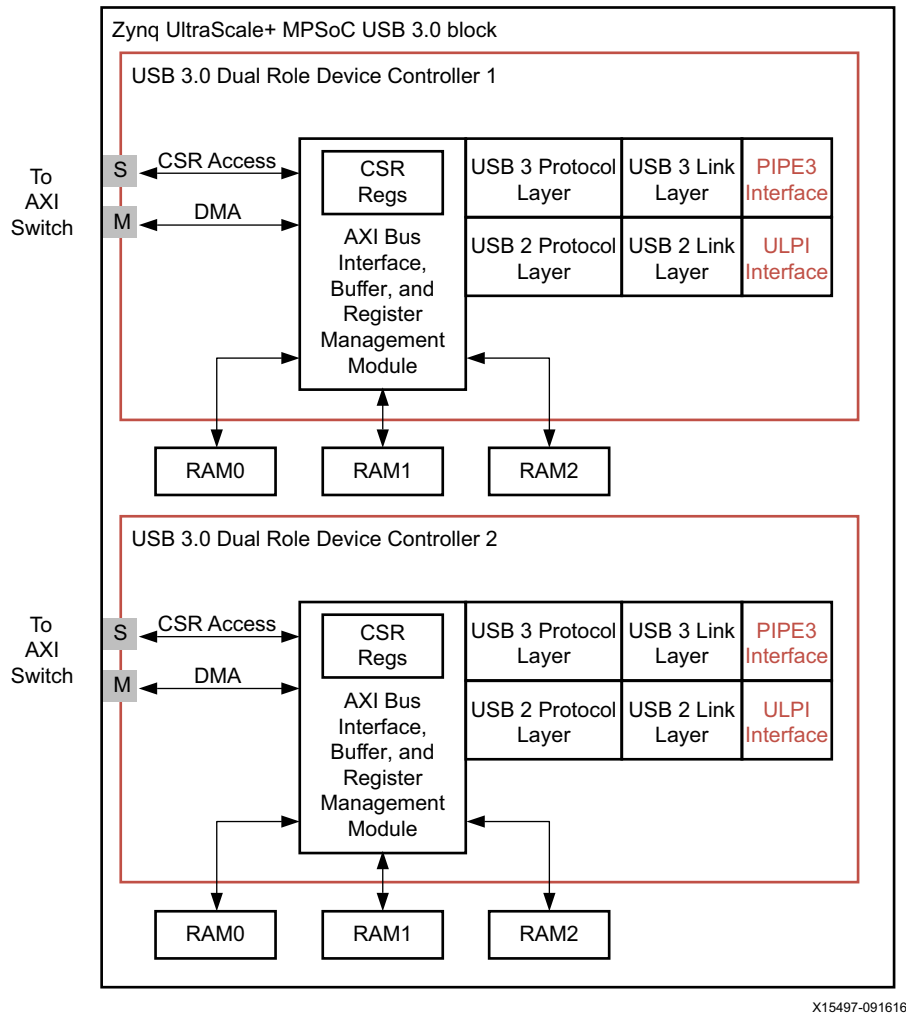 Zynq UltraScale+ MPSoC USB 3.0 block
USB 3.0 Dual Role Device Controller 1
To
AXI
Switch
S
CSR Access
M
DMA
CSR
Regs
AXI Bus
Interface,
Buffer, and
Register
Management
Module
USB 3 Protocol
Layer
USB 3 Link
Layer
PIPE3
Interface
USB 2 Protocol
Layer
USB 2 Link
Layer
ULPI
Interface
RAM0
RAM1
RAM2
USB 3.0 Dual Role Device Controller 2
To
AXI
Switch
S
CSR Access
M
DMA
CSR
Regs
AXI Bus
Interface,
Buffer, and
Register
Management
Module
USB 3 Protocol
Layer
USB 3 Link
Layer
PIPE3
Interface
USB 2 Protocol
Layer
USB 2 Link
Layer
ULPI
Interface
RAM0
RAM1
RAM2
X15497-091616